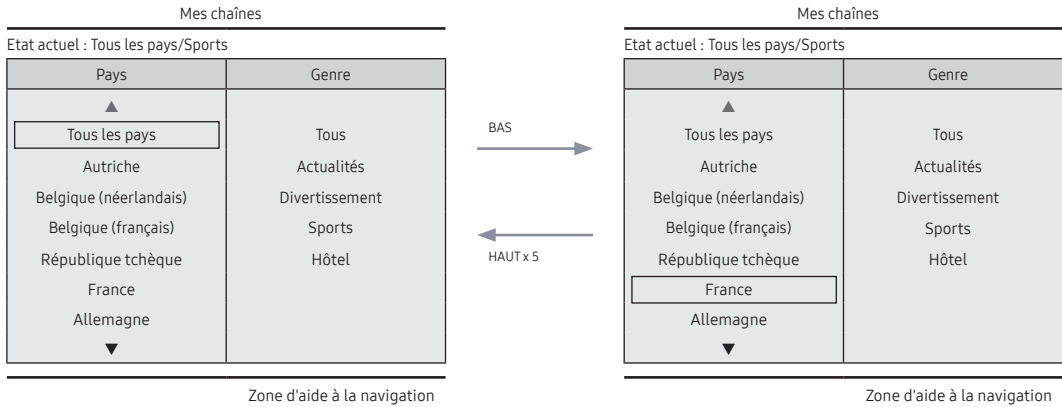 Mes chaînes
Etat actuel : Tous les pays/Sports
Pays Genre
▲
Tous les pays Tous
Autriche Actualités
Belgique (néerlandais) Divertissement
Belgique (français) Sports
République tchèque Hôtel
France
Allemagne
▼
Zone d'aide à la navigation
BAS
HAUT x 5
Mes chaînes
Etat actuel : Tous les pays/Sports
Pays Genre
▲
Tous les pays Tous
Autriche Actualités
Belgique (néerlandais) Divertissement
Belgique (français) Sports
République tchèque Hôtel
France
Allemagne
▼
Zone d'aide à la navigation